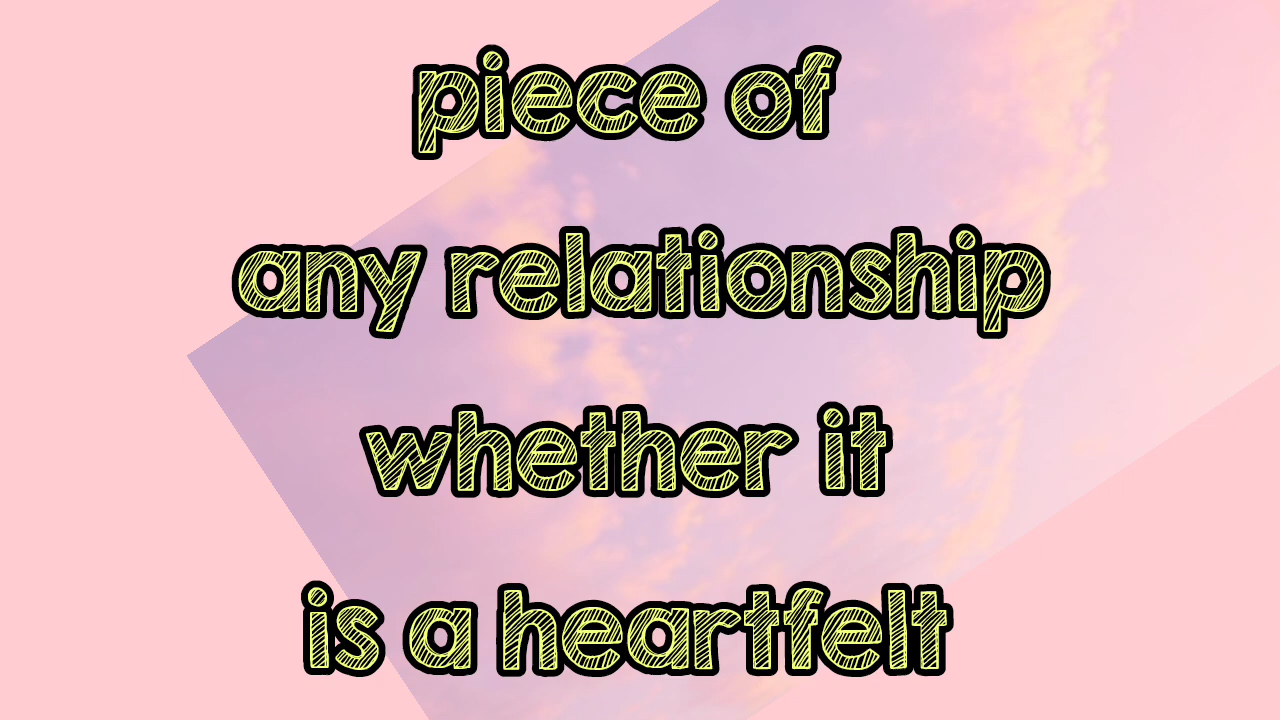 piece of
any relationship
whether it
is a heartfelt